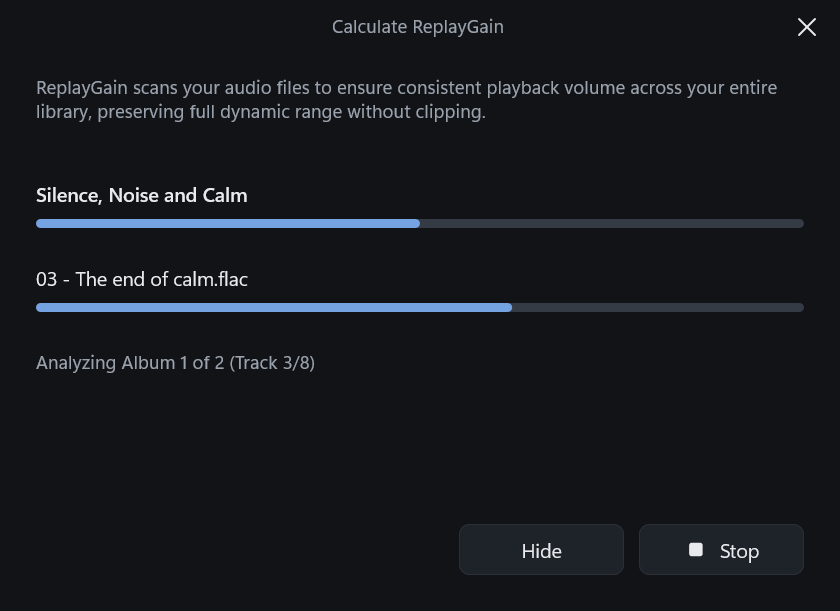 Calculate ReplayGain
ReplayGain scans your audio files to ensure consistent playback volume across your entire
library, preserving full dynamic range without clipping.
Silence, Noise and Calm
03 - The end of calm.flac
Analyzing Album 1 of 2 (Track 3/8)
Hide
Stop